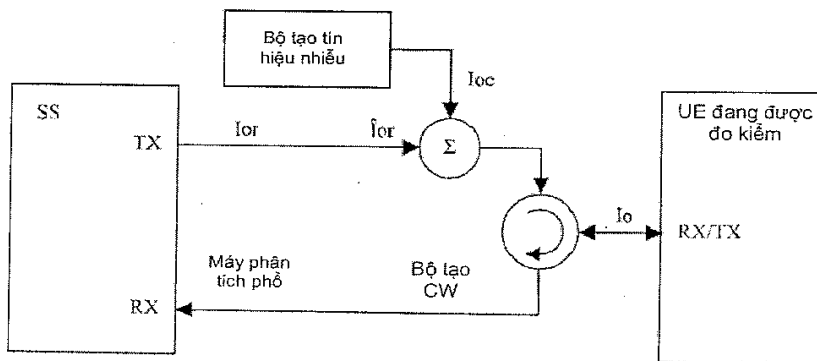 Bộ tạo tín
hiệu nhiễu
Ioc
SS
TX
Ior
Îor
Σ
UE đang được
đo kiểm
Io
RX/TX
Máy phân
tích phổ
Bộ tạo
CW
RX